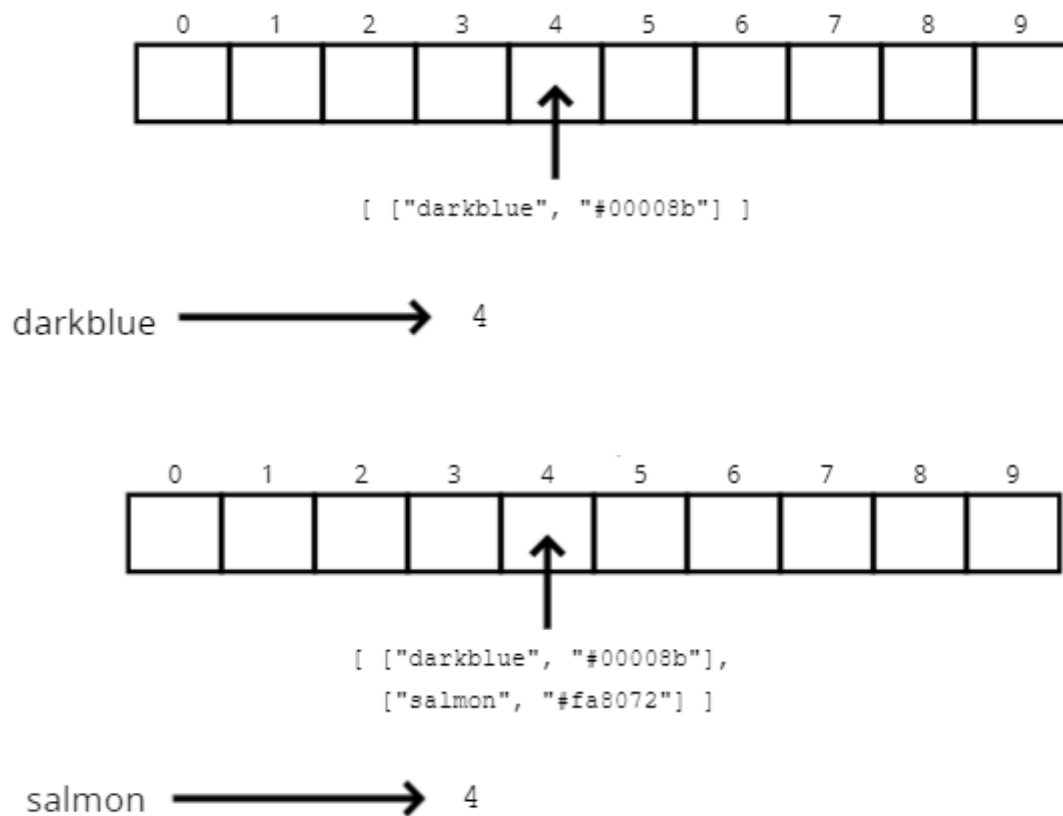 0 1 2 3 4 5 6 7 8 9
[ ["darkblue", "#00008b"] ]
darkblue 4
0 1 2 3 4 5 6 7 8 9
[ ["darkblue", "#00008b"],
["salmon", "#fa8072"] ]
salmon 4